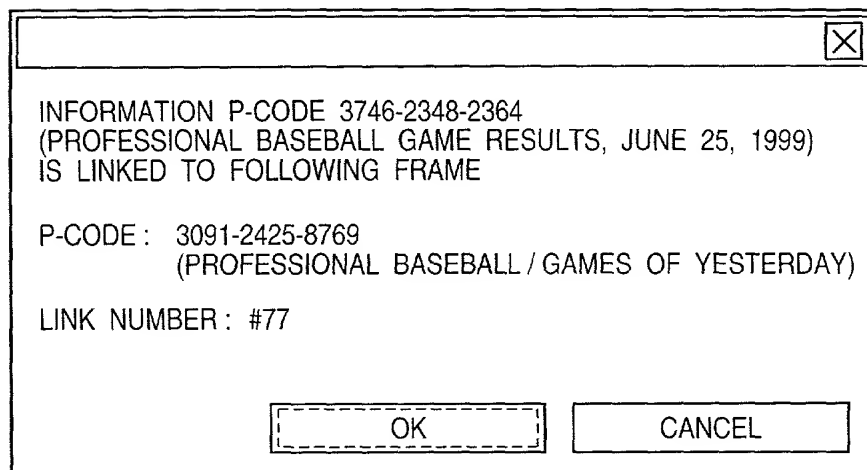 INFORMATION P-CODE 3746-2348-2364
(PROFESSIONAL BASEBALL GAME RESULTS, JUNE 25, 1999)
IS LINKED TO FOLLOWING FRAME
P-CODE : 3091-2425-8769
(PROFESSIONAL BASEBALL / GAMES OF YESTERDAY)
LINK NUMBER : #77
OK CANCEL